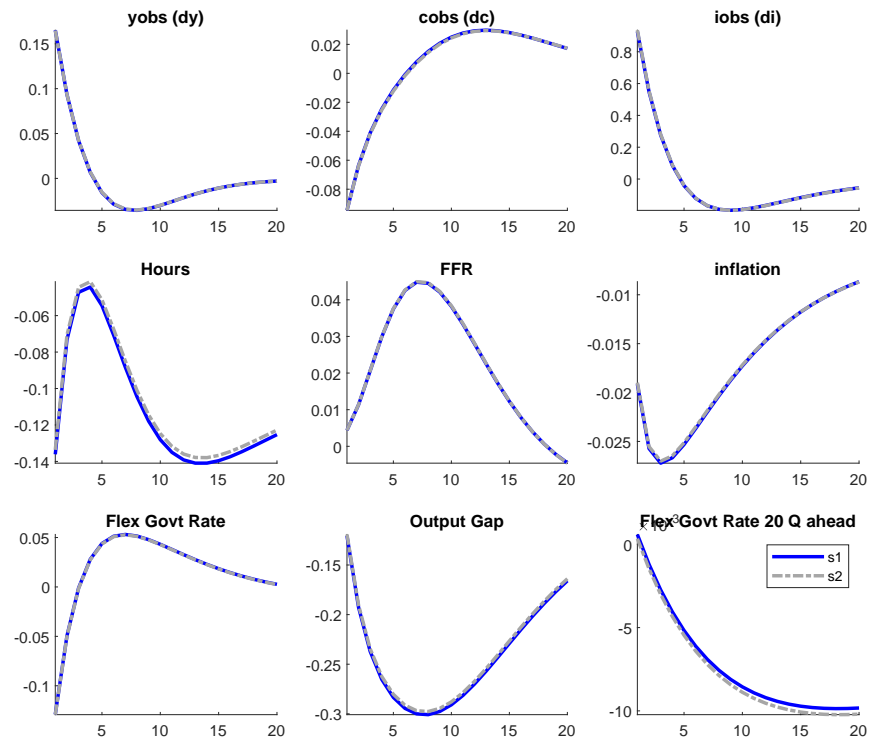 yobs (dy)
0.15
0.1
0.05
0
5 10 15 20
cobs (dc)
0.02
0
-0.02
-0.04
-0.06
-0.08
5 10 15 20
iobs (di)
0.8
0.6
0.4
0.2
0
5 10 15 20
Hours
-0.06
-0.08
-0.1
-0.12
-0.14
5 10 15 20
FFR
0.04
0.03
0.02
0.01
0
5 10 15 20
inflation
-0.01
-0.015
-0.02
-0.025
5 10 15 20
Flex Govt Rate
0.05
0
-0.05
-0.1
5 10 15 20
Output Gap
-0.15
-0.2
-0.25
-0.3
5 10 15 20
Flex Govt Rate 20 Q ahead
× 10-3
0
-5
-10
5 10 15 20
s1
s2